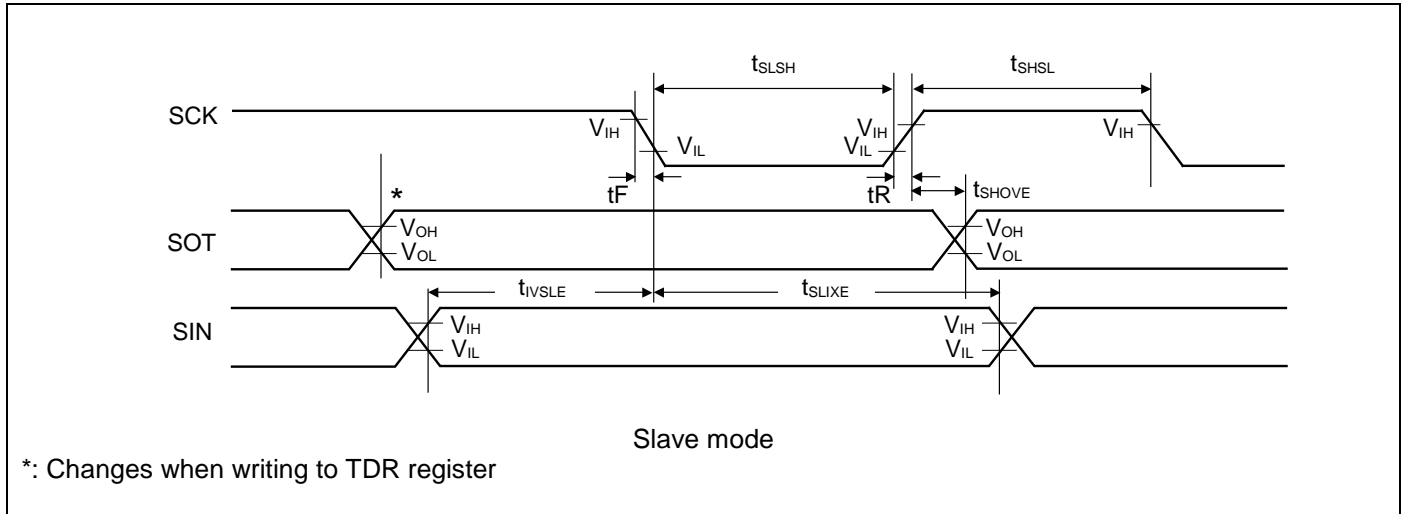 tSLSH tSHSL
SCK
VIH VIL VIH VIL VIH
tF tR tSHOVE
*
SOT
VOH VOH
VOL VOL
tIVSLE tSLIXE
SIN
VIH VIH
VIL VIL
Slave mode
*: Changes when writing to TDR register